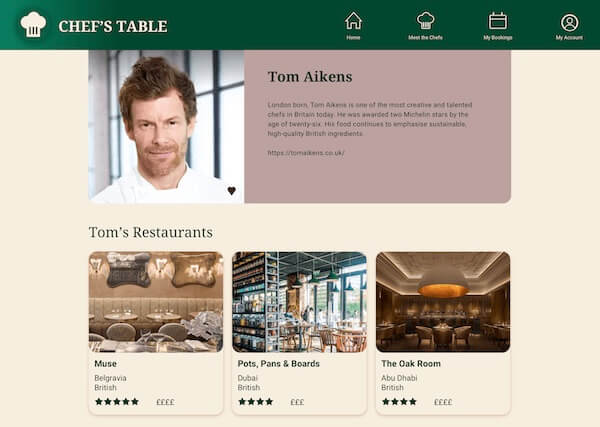 CHEF'S TABLE
Home
Meet the Chefs
My Bookings
My Account
Tom Aikens
London born, Tom Aikens is one of the most creative and talented
chefs in Britain today. He was awarded two Michelin stars by the
age of twenty-six. His food continues to emphasise sustainable,
high-quality British ingredients
https://tomaikens.co.uk/
Tom's Restaurants
Muse
Belgravia
British
££££
Pots, Pans & Boards
Dubai
British
£££
The Oak Room
Abu Dhabi
British
££££